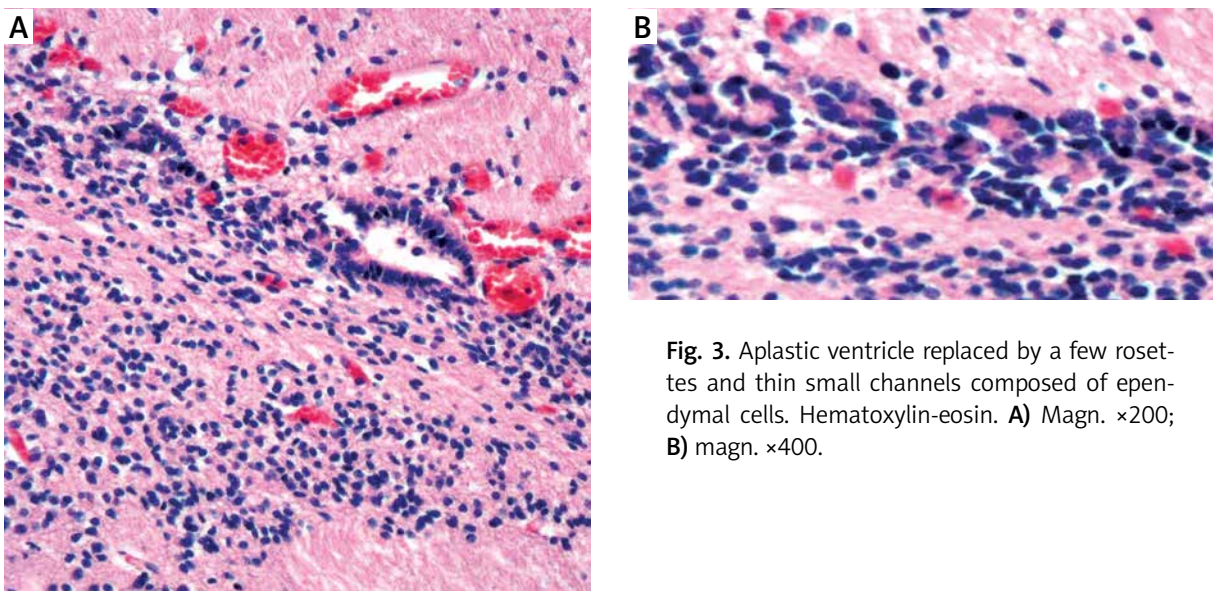 A
B
Fig. 3. Aplastic ventricle replaced by a few roset-
tes and thin small channels composed of epen-
dymal cells. Hematoxylin-eosin. A) Magn. ×200;
B) magn. ×400.